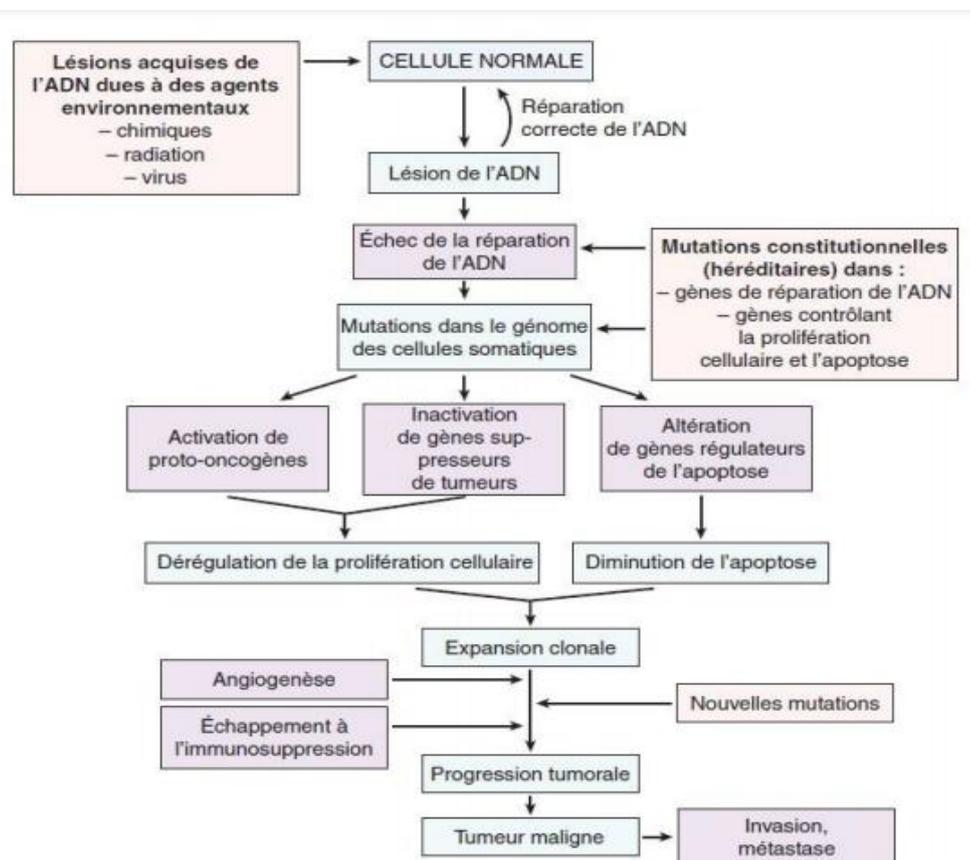 Lésions acquises de
l'ADN dues à des agents
environnementaux
– chimiques
– radiation
– virus
CELLULE NORMALE
Réparation
correcte de l'ADN
Lésion de l'ADN
Échec de la réparation
de l'ADN
Mutations constitutionnelles
(héréditaires) dans :
– gènes de réparation de l'ADN
– gènes contrôlant
la prolifération
cellulaire et l'apoptose
Mutations dans le génome
des cellules somatiques
Activation de
proto-oncogènes
Inactivation
de gènes sup-
presseurs
de tumeurs
Altération
de gènes régulateurs
de l'apoptose
Dérégulation de la prolifération cellulaire
Diminution de l'apoptose
Expansion clonale
Angiogenèse
Nouvelles mutations
Échappement à
l'immunosuppression
Progression tumorale
Tumeur maligne
Invasion,
métastase